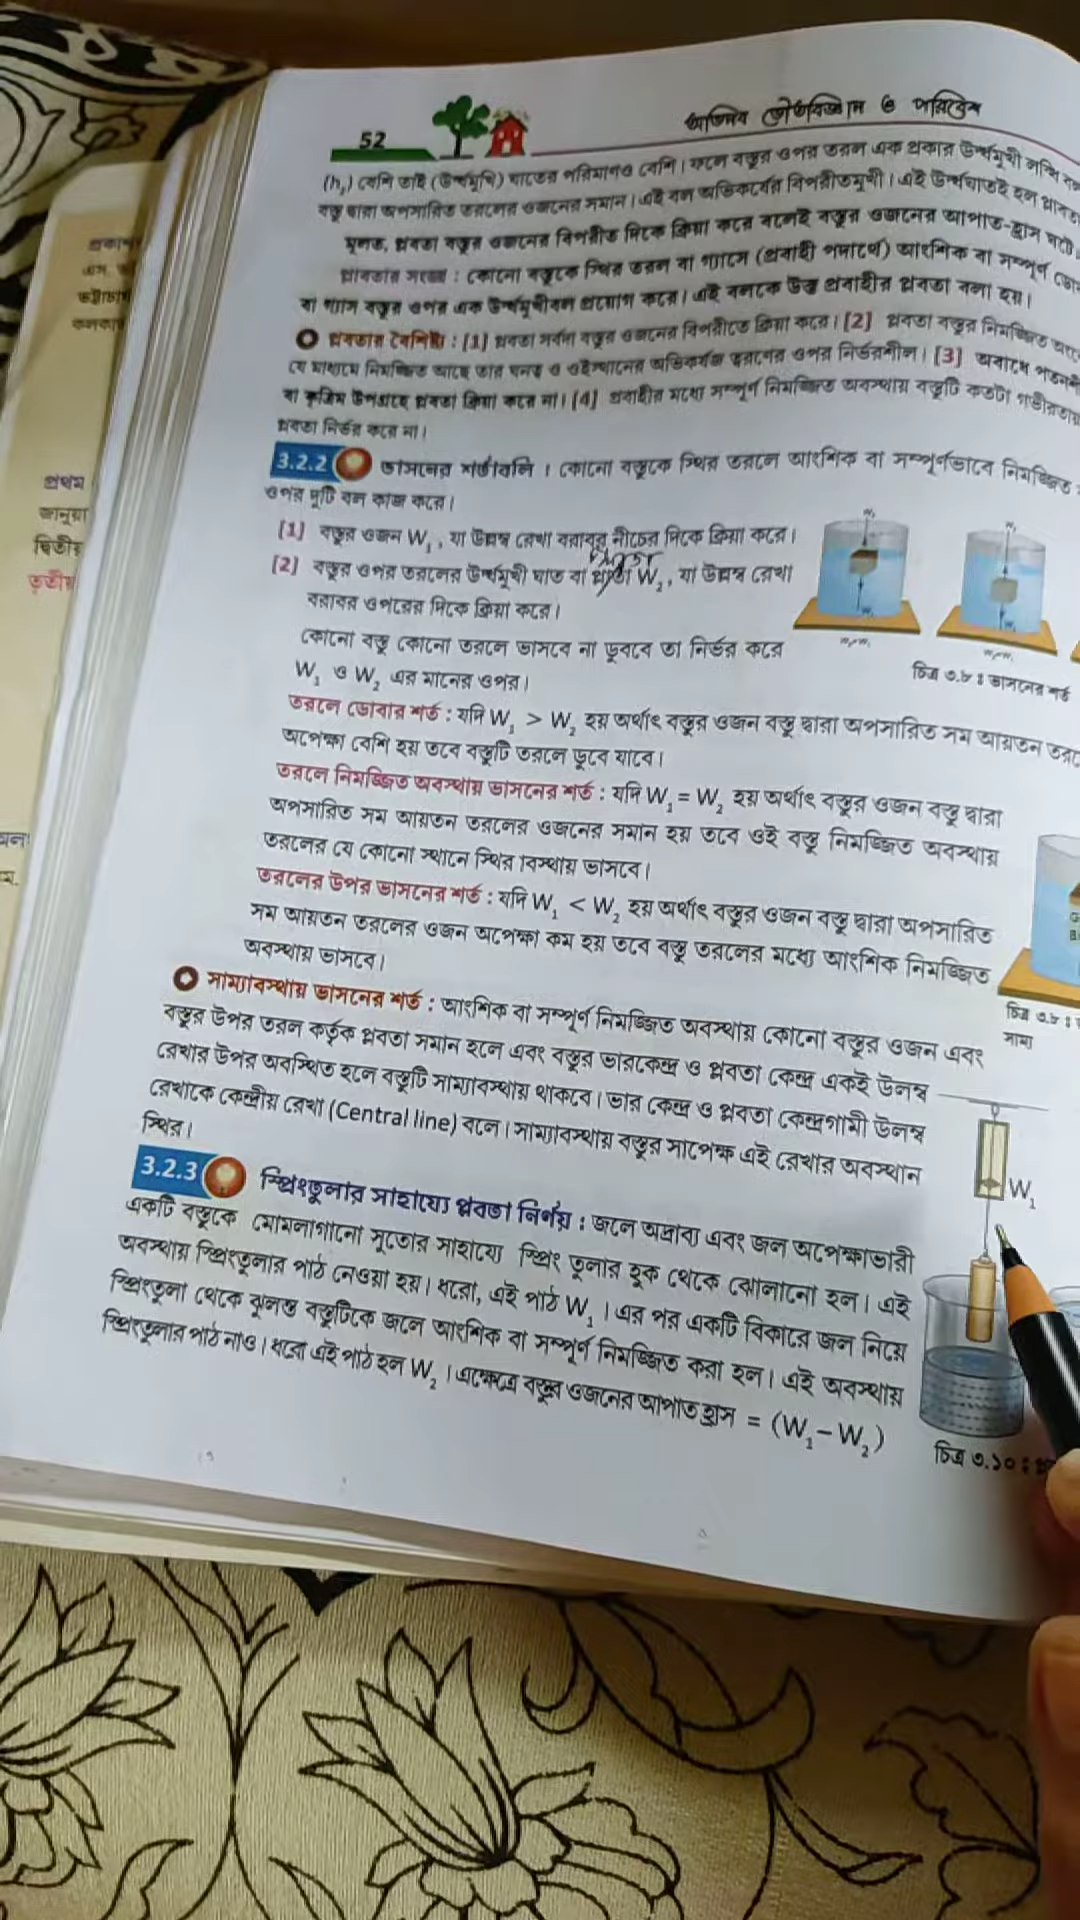 52
অভিনব ভৌতবিজ্ঞান ও পরিবেশ
বেশি তাই (উর্ধ্বমুখি) ঘাতের পরিমাণও বেশি। ফলে বস্তুর ওপর তরল এক প্রকার উর্ধ্বমুখী লব্ধি
বস্তু দ্বারা অপসারিত তরলের ওজনের সমান। এই বল অভিকর্ষের বিপরীতমুখী। এই উর্ধ্বঘাতই হল
মূলত, প্লবতা বস্তুর ওজনের বিপরীত দিকে ক্রিয়া করে বলেই বস্তুর ওজনের আপাত-হ্রাস ঘটে।
প্লবতার সংজ্ঞা : কোনো বস্তুকে স্থির তরল বা গ্যাসে (প্রবাহী পদার্থে) আংশিক বা সম্পূর্ণ
বা গ্যাস বস্তুর ওপর এক উর্ধ্বমুখীবল প্রয়োগ করে। এই বলকে উক্ত প্রবাহীর প্লবতা বলা হয়।
প্লবতার বৈশিষ্ট্য : [1] প্লবতা সর্বদা বস্তুর ওজনের বিপরীতে ক্রিয়া করে। [2] প্লবতা বস্তুর নিমজ্জিত
যে মাধ্যমে নিমজ্জিত আছে তার ঘনত্ব ও ওইস্থানের অভিকর্ষজ ত্বরণের ওপর নির্ভরশীল। [3] অবাধে
বা কৃত্রিম উপগ্রহে প্লবতা ক্রিয়া করে না। [4] প্রবাহীর মধ্যে সম্পূর্ণ নিমজ্জিত অবস্থায় বস্তুটি কতটা গভীরতায়
প্লবতা নির্ভর করে না।
3.2.2 ভাসনের শর্তাবলি । কোনো বস্তুকে স্থির তরলে আংশিক বা সম্পূর্ণভাবে নিমজ্জিত
ওপর দুটি বল কাজ করে।
[1] বস্তুর ওজন W₁, যা উল্লম্ব রেখা বরাবর নীচের দিকে ক্রিয়া করে।
[2] বস্তুর ওপর তরলের উর্ধ্বমুখী ঘাত বা W₂, যা উল্লম্ব রেখা
বরাবর ওপরের দিকে ক্রিয়া করে।
কোনো বস্তু কোনো তরলে ভাসবে না ডুববে তা নির্ভর করে
W₁ ও W₂ এর মানের ওপর।
চিত্র ৩.৮ : ভাসনের শর্ত
তরলে ডোবার শর্ত : যদি W₁ > W₂ হয় অর্থাৎ বস্তুর ওজন বস্তু দ্বারা অপসারিত সম আয়তন
অপেক্ষা বেশি হয় তবে বস্তুটি তরলে ডুবে যাবে।
তরলে নিমজ্জিত অবস্থায় ভাসনের শর্ত : যদি W₁ = W₂ হয় অর্থাৎ বস্তুর ওজন বস্তু দ্বারা
অপসারিত সম আয়তন তরলের ওজনের সমান হয় তবে ওই বস্তু নিমজ্জিত অবস্থায়
তরলের যে কোনো স্থানে স্থির বিস্থায় ভাসবে।
তরলের উপর ভাসনের শর্ত : যদি W₁ < W₂ হয় অর্থাৎ বস্তুর ওজন বস্তু দ্বারা অপসারিত
সম আয়তন তরলের ওজন অপেক্ষা কম হয় তবে বস্তু তরলের মধ্যে আংশিক নিমজ্জিত
অবস্থায় ভাসবে।
সাম্যাবস্থায় ভাসনের শর্ত : আংশিক বা সম্পূর্ণ নিমজ্জিত অবস্থায় কোনো বস্তুর ওজন এবং
বস্তুর উপর তরল কর্তৃক প্লবতা সমান হলে এবং বস্তুর ভারকেন্দ্র ও প্লবতা কেন্দ্র একই উলম্ব
রেখার উপর অবস্থিত হলে বস্তুটি সাম্যাবস্থায় থাকবে। ভার কেন্দ্র ও প্লবতা কেন্দ্রগামী উলম্ব
রেখাকে কেন্দ্রীয় রেখা (Central line) বলে। সাম্যাবস্থায় বস্তুর সাপেক্ষ এই রেখার অবস্থান
স্থির।
চিত্র ৩.৮ :
সাম্য
3.2.3 স্প্রিংতুলার সাহায্যে প্লবতা নির্ণয় : জলে অদ্রাব্য এবং জল অপেক্ষাভারী
একটি বস্তুকে মোমলাগানো সূতোর সাহায্যে স্প্রিং তুলার হুক থেকে ঝোলানো হল। এই
অবস্থায় স্প্রিংতুলার পাঠ নেওয়া হয়। ধরো, এই পাঠ W₁ । এর পর একটি বিকারে জল নিয়ে
স্প্রিংতুলা থেকে ঝুলন্ত বস্তুটিকে জলে আংশিক বা সম্পূর্ণ নিমজ্জিত করা হল। এই অবস্থায়
স্প্রিংতুলার পাঠ নাও। ধরো এই পাঠ হল W₂ । এক্ষেত্রে বস্তুর ওজনের আপাত হ্রাস = (W₁ – W₂)
W₁
চিত্র ৩.১০ :